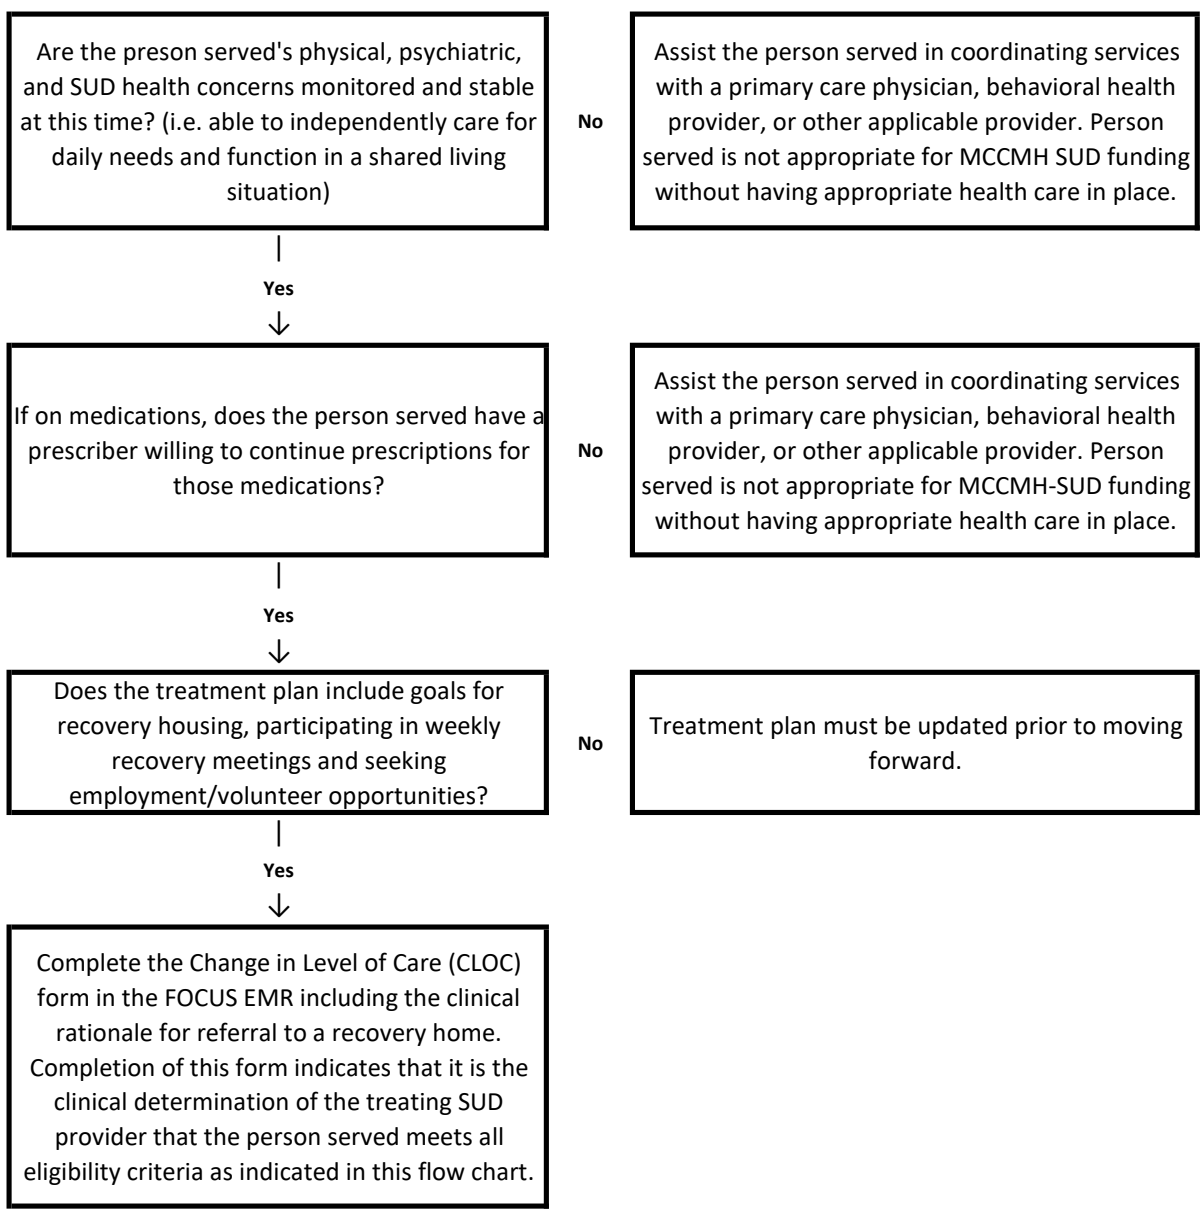 Are the preson served's physical, psychiatric,
and SUD health concerns monitored and stable
at this time? (i.e. able to independently care for
daily needs and function in a shared living
situation)
No
Assist the person served in coordinating services
with a primary care physician, behavioral health
provider, or other applicable provider. Person
served is not appropriate for MCCMH SUD funding
without having appropriate health care in place.
Yes
If on medications, does the person served have a
prescriber willing to continue prescriptions for
those medications?
No
Assist the person served in coordinating services
with a primary care physician, behavioral health
provider, or other applicable provider. Person
served is not appropriate for MCCMH-SUD funding
without having appropriate health care in place.
Yes
Does the treatment plan include goals for
recovery housing, participating in weekly
recovery meetings and seeking
employment/volunteer opportunities?
No
Treatment plan must be updated prior to moving
forward.
Yes
Complete the Change in Level of Care (CLOC)
form in the FOCUS EMR including the clinical
rationale for referral to a recovery home.
Completion of this form indicates that it is the
clinical determination of the treating SUD
provider that the person served meets all
eligibility criteria as indicated in this flow chart.